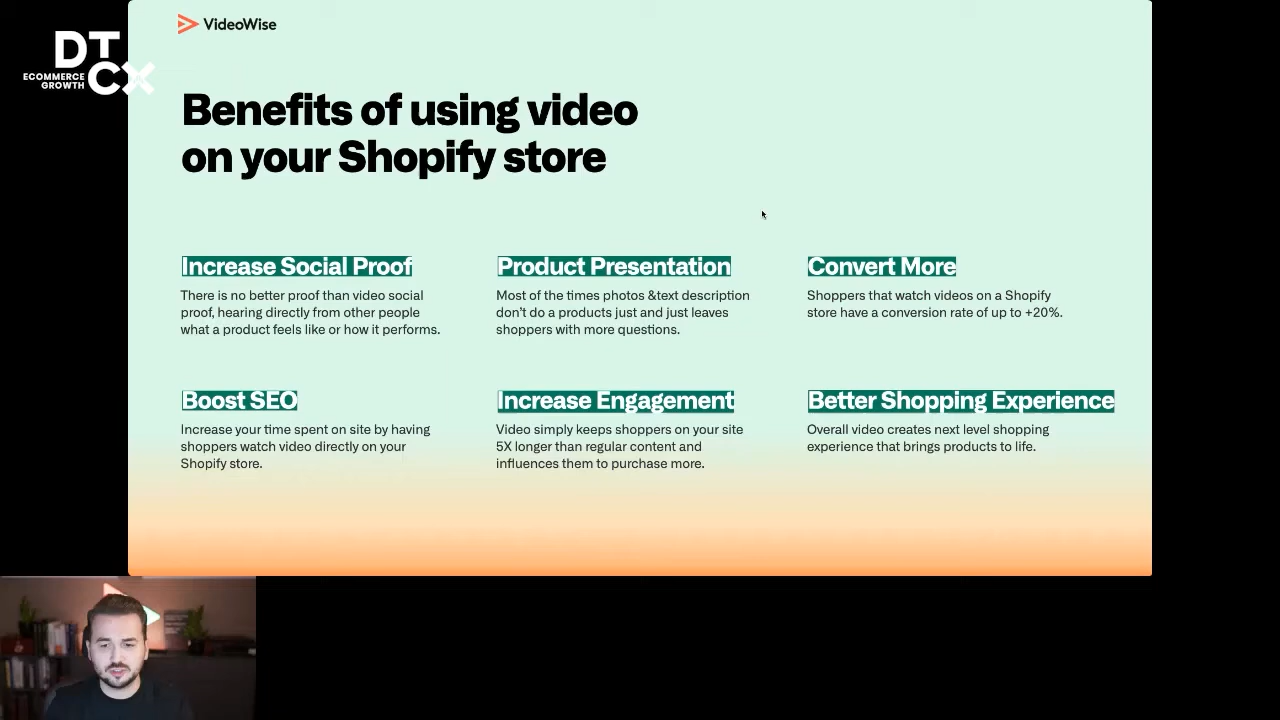 VideoWise
DT
ECOMMERCE
GROWTH
CX
Benefits of using video
on your Shopify store
Increase Social Proof
There is no better proof than video social
proof, hearing directly from other people
what a product feels like or how it performs.
Product Presentation
Most of the times photos &text description
don't do a products just and just leaves
shoppers with more questions.
Convert More
Shoppers that watch videos on a Shopify
store have a conversion rate of up to +20%.
Boost SEO
Increase your time spent on site by having
shoppers watch video directly on your
Shopify store.
Increase Engagement
Video simply keeps shoppers on your site
5X longer than regular content and
influences them to purchase more.
Better Shopping Experience
Overall video creates next level shopping
experience that brings products to life.